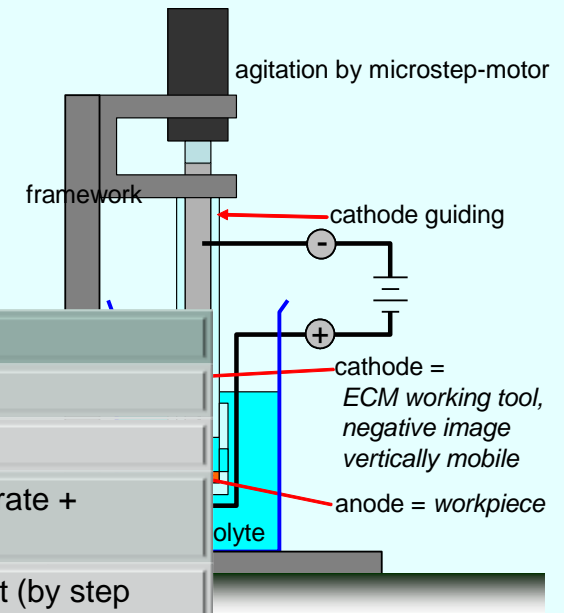 agitation by microstep-motor
framework
cathode guiding
-
+
cathode =
ECM working tool,
negative image
vertically mobile
rate +
anode = workpiece
olyte
t (by step